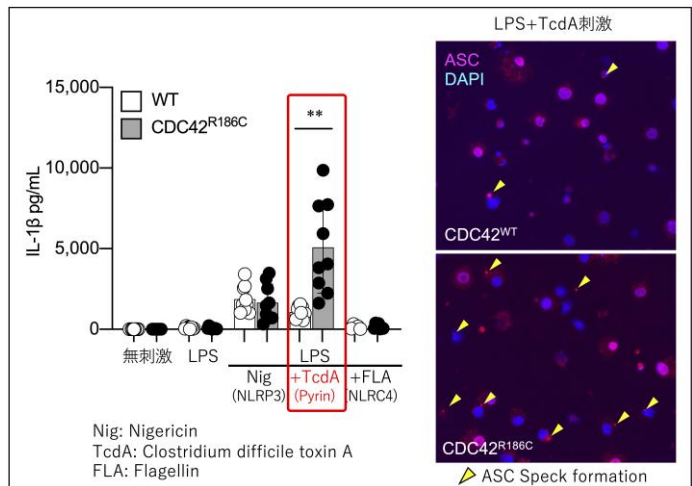 LPS+TcdA刺激
ASC
DAPI
CDC42WT
CDC42R186C
ASC Speck formation
15,000
10,000
5,000
0
IL-1β pg/mL
WT
CDC42R186C
**
無刺激
LPS
LPS
Nig
+TcdA
+FLA
(NLRP3)
(Pyrin)
(NLRC4)
Nig: Nigericin
TcdA: Clostridium difficile toxin A
FLA: Flagellin